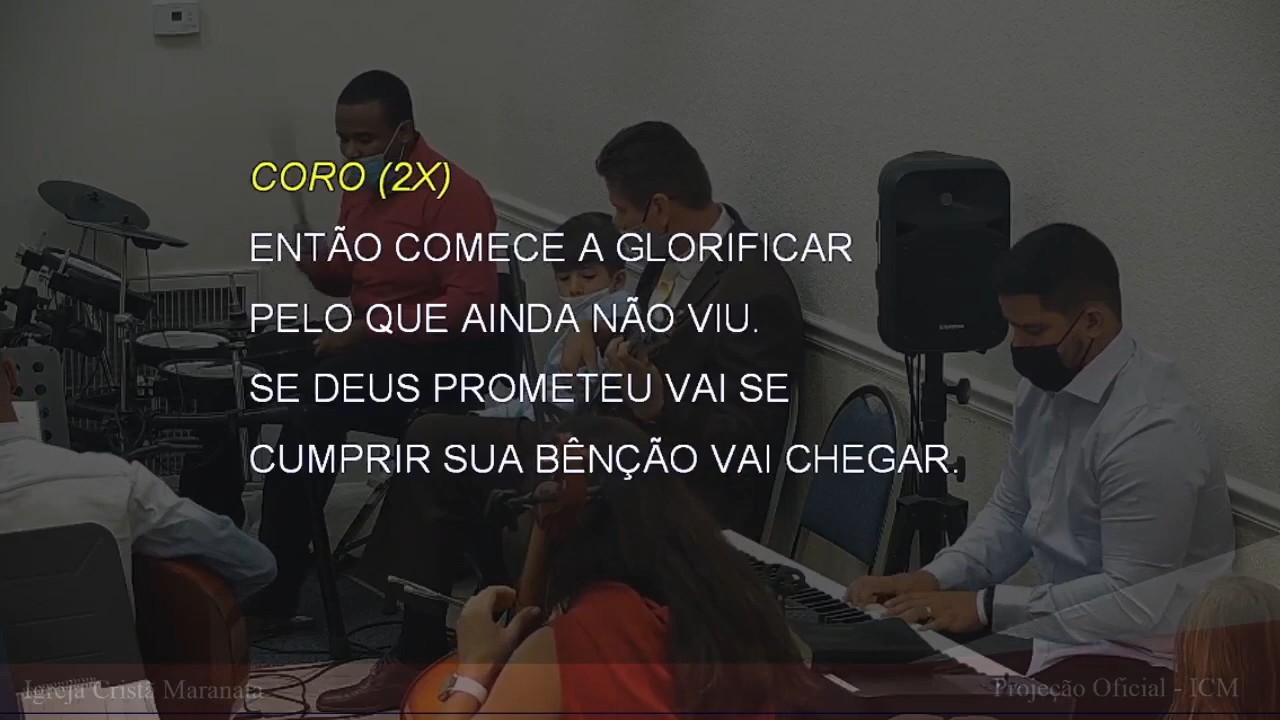 CORO (2X)
ENTÃO COMECE A GLORIFICAR
PELO QUE AINDA NÃO VIU.
SE DEUS PROMETEU VAI SE
CUMPRIR SUA BÊNÇÃO VAI CHEGAR.
Igreja Cristã Maranata
Projeção Oficial - ICM